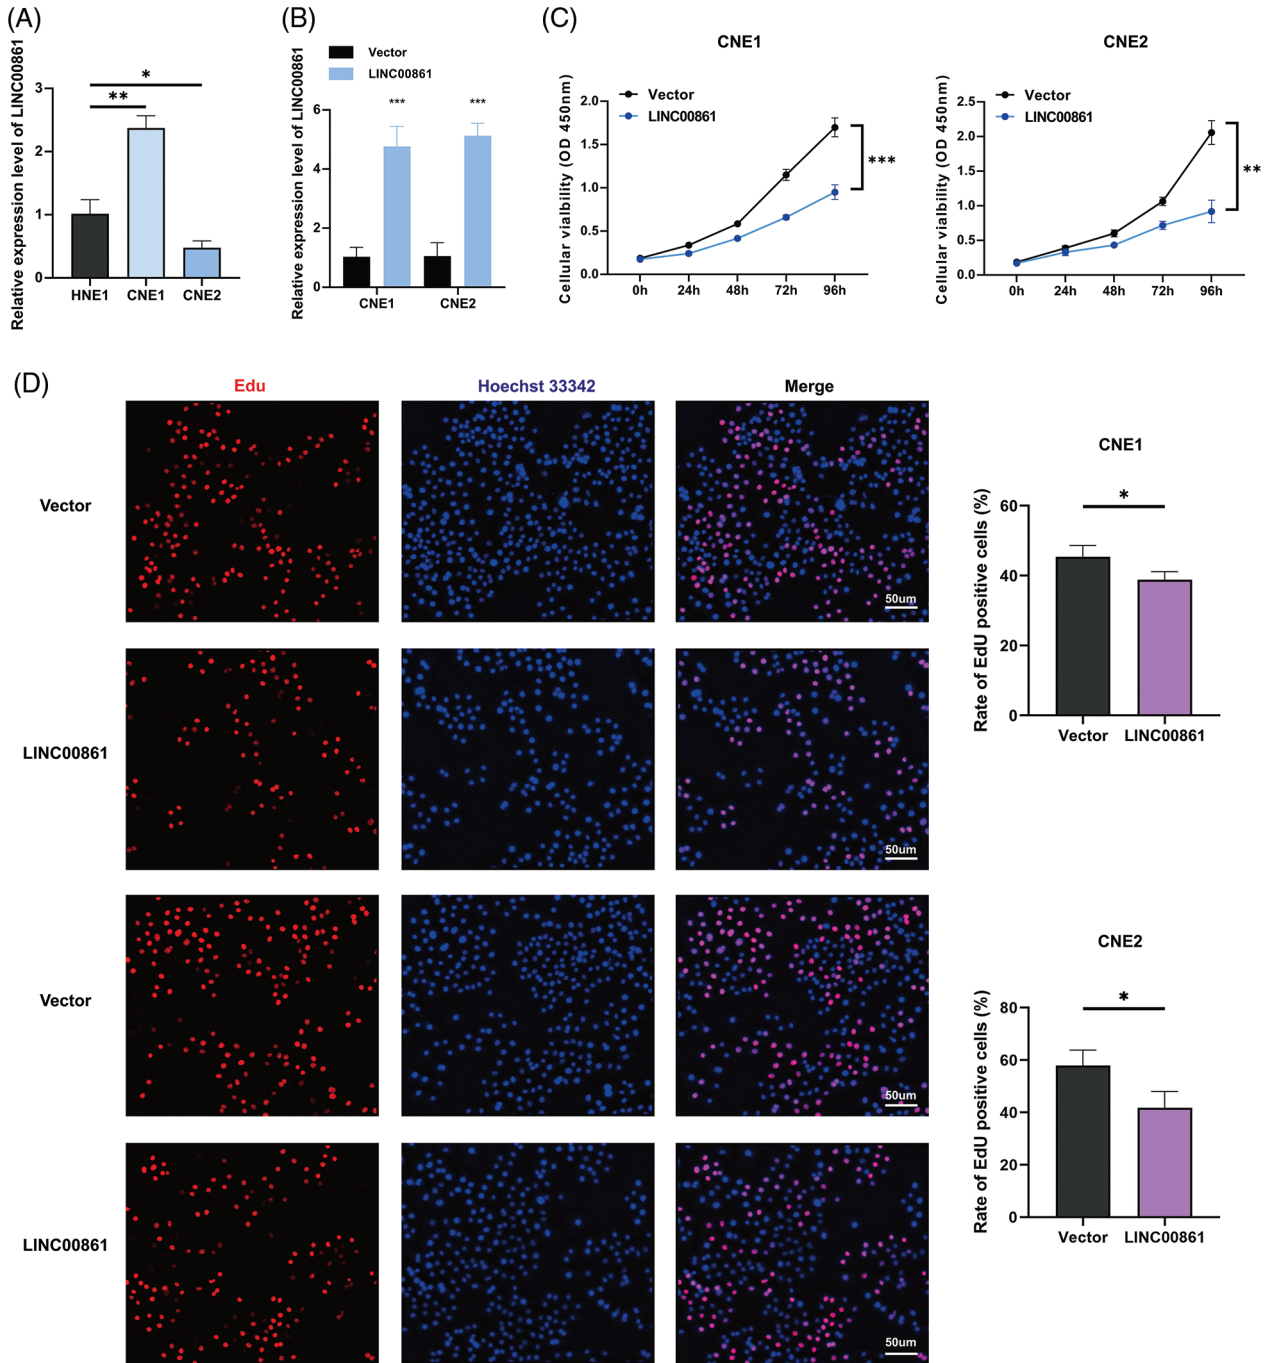 (A)
Relative expression level of LINC00861
3
2
1
0
*
**
HNE1 CNE1 CNE2
(B)
Relative expression level of LINC00861
Vector
LINC00861
6
4
2
0
*** ***
CNE1 CNE2
(C)
CNE1
Cellular vialbility (OD 450nm)
2.0
1.5
1.0
0.5
0.0
Vector
LINC00861
***
0h 24h 48h 72h 96h
CNE2
Cellular viability (OD 450nm)
2.5
2.0
1.5
1.0
0.5
0.0
Vector
LINC00861
**
0h 24h 48h 72h 96h
(D)
Edu Hoechst 33342 Merge
Vector
50um
LINC00861
50um
Vector
50um
LINC00861
50um
CNE1
Rate of EdU positive cells (%)
60
40
20
0
*
Vector LINC00861
CNE2
Rate of EdU positive cells (%)
80
60
40
20
0
*
Vector LINC00861